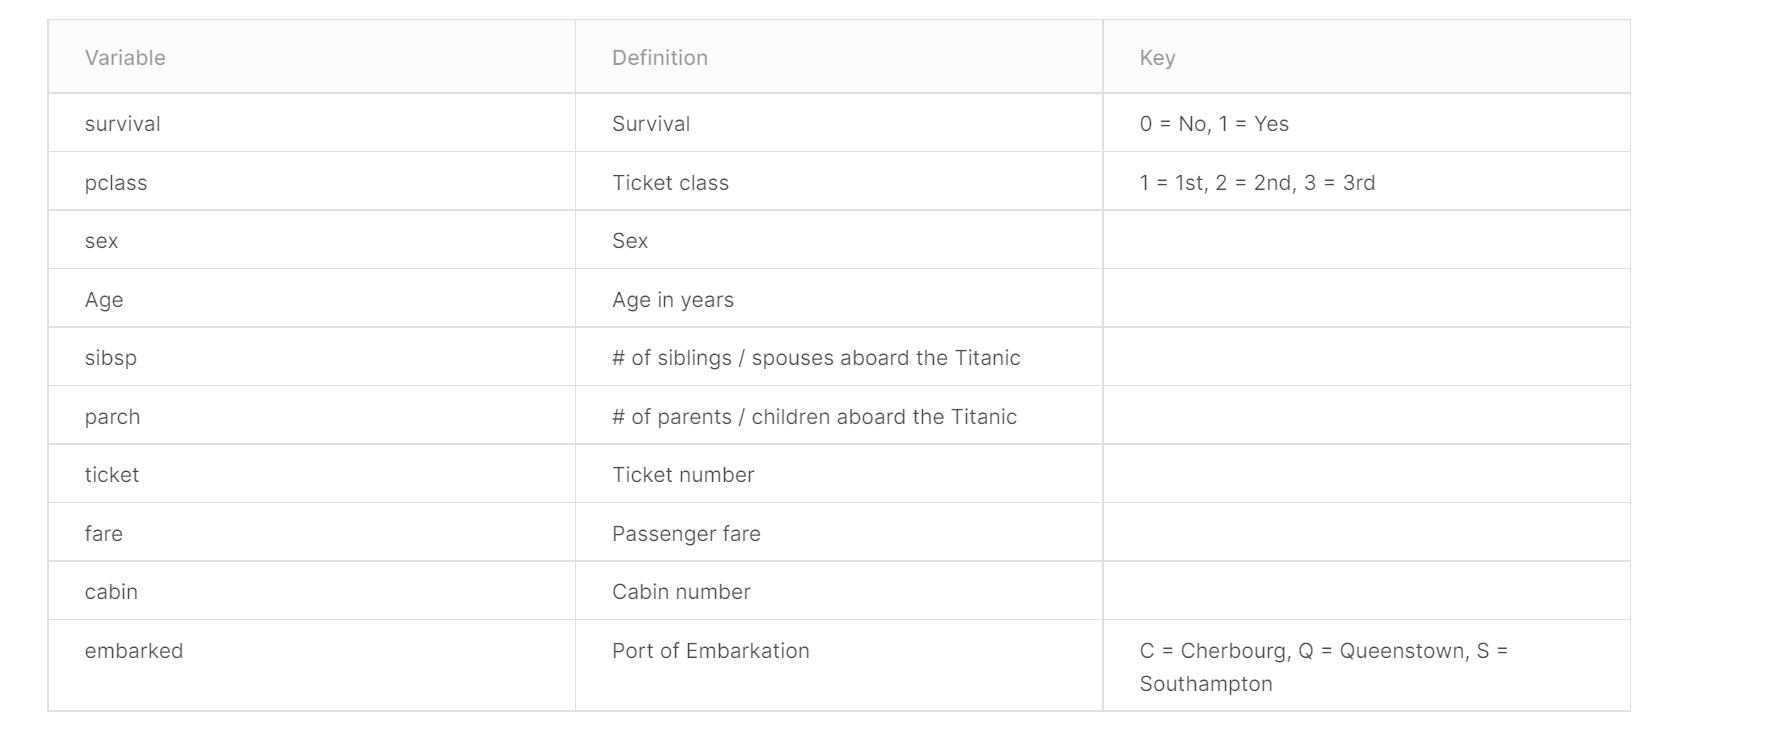 Variable Definition Key
survival Survival 0 = No, 1 = Yes
pclass Ticket class 1 = 1st, 2 = 2nd, 3 = 3rd
sex Sex
Age Age in years
sibsp # of siblings / spouses aboard the Titanic
parch # of parents / children aboard the Titanic
ticket Ticket number
fare Passenger fare
cabin Cabin number
embarked Port of Embarkation C = Cherbourg, Q = Queenstown, S =
Southampton